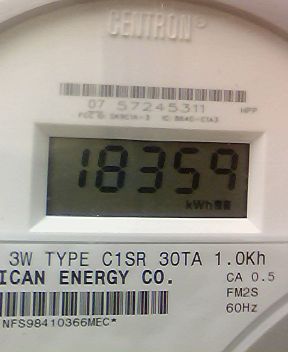 CENTRON®
07 57245311 HPP
18359
kWh
3W TYPE C1SR 30TA 1.0Kh
ICAN ENERGY CO. CA 0.5
FM2S
60Hz
NFS98410366MEC*